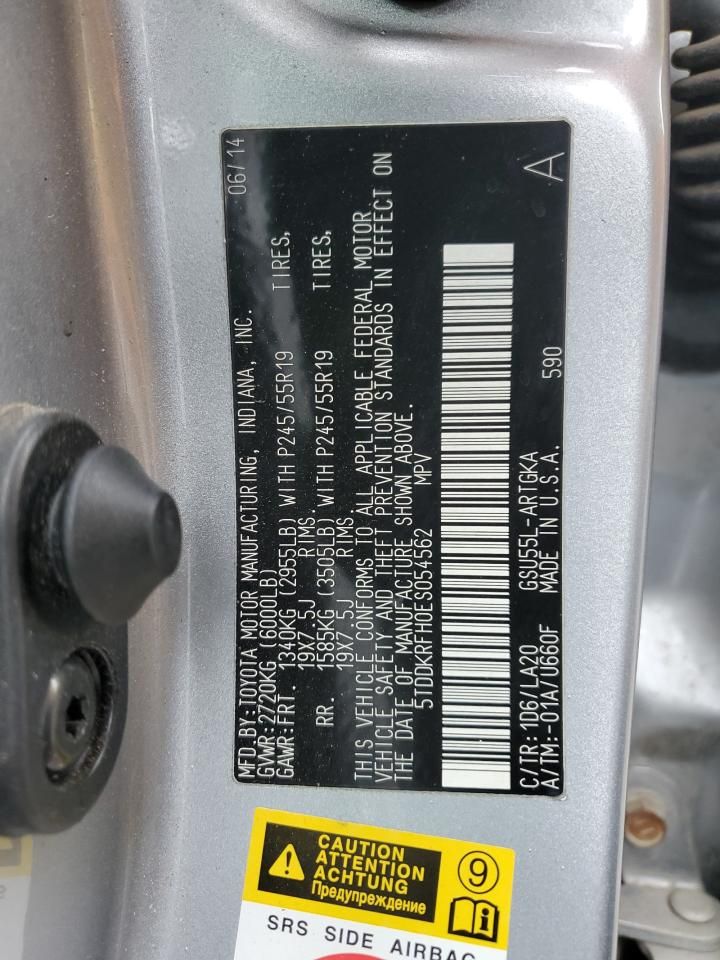 MFD.BY:TOYOTA MOTOR MANUFACTURING, INDIANA, INC. 06/14
GVWR:2720KG (6000LB)
GAWR:FRT. 1340KG (2955LB) WITH P245/55R19 TIRES,
19X7.5J RIMS.
RR. 1585KG (3505LB) WITH P245/55R19 TIRES,
19X7.5J RIMS.
THIS VEHICLE CONFORMS TO ALL APPLICABLE FEDERAL MOTOR
VEHICLE SAFETY AND THEFT PREVENTION STANDARDS IN EFFECT ON
THE DATE OF MANUFACTURE SHOWN ABOVE.
5TDDKRFH0ES054562 MPV
C/TR:1D6/LA20 GSU55L-ARTGKA 590 A
A/TM:-01A/U660F MADE IN U.S.A.
CAUTION
ATTENTION
ACHTUNG
Предупреждение
9
SRS SIDE AIRBAG